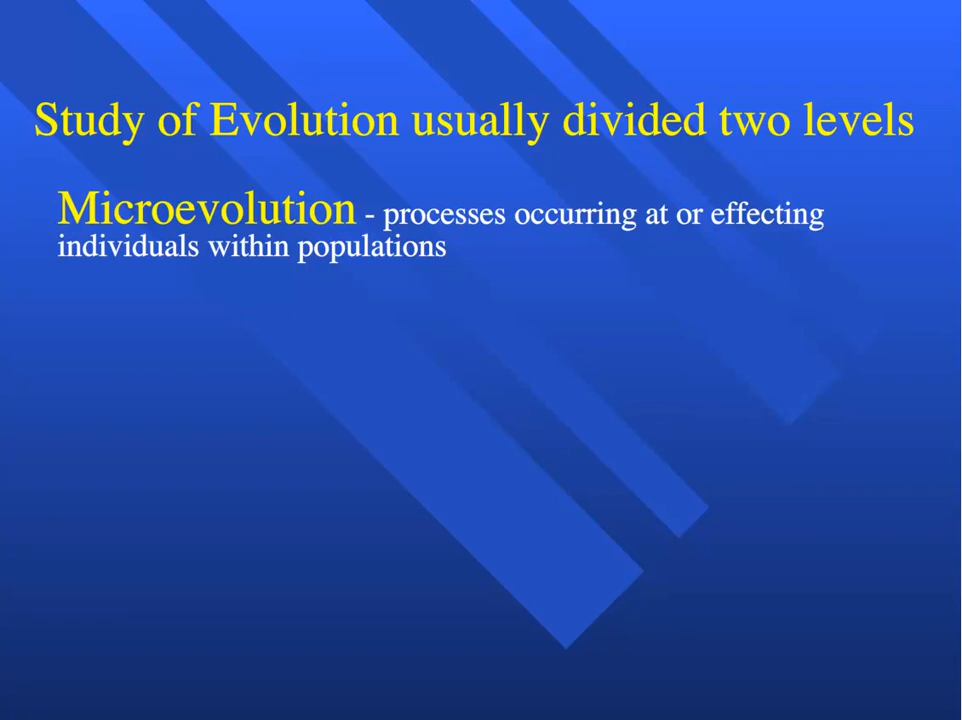 Study of Evolution usually divided two levels
Microevolution - processes occurring at or effecting
individuals within populations